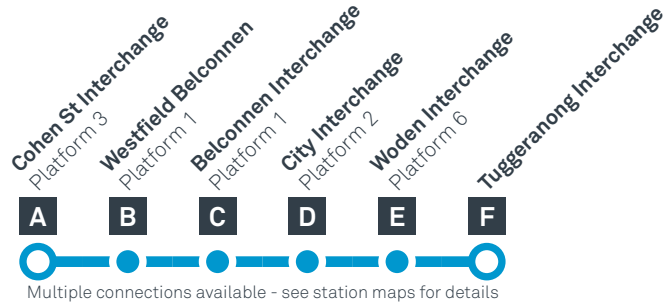 Cohen St Interchange
Platform 3
Westfield Belconnen
Platform 1
Belconnen Interchange
Platform 1
City Interchange
Platform 2
Woden Interchange
Platform 6
Tuggeranong Interchange
A B C D E F
Multiple connections available - see station maps for details